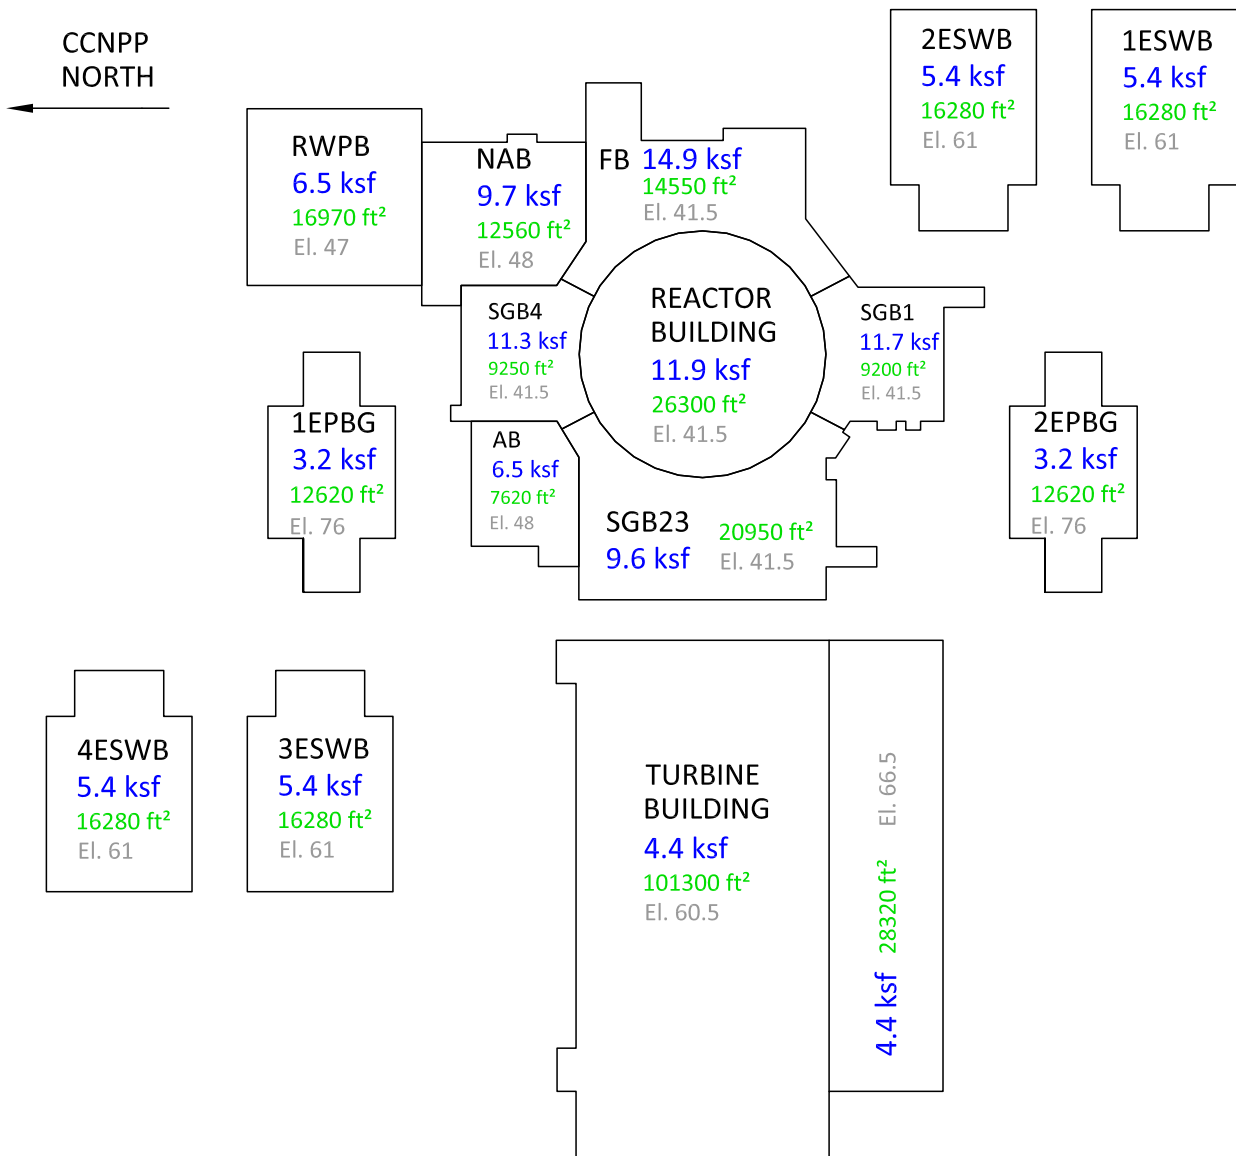 CCNPP
NORTH
2ESWB
5.4 ksf
16280 ft²
El. 61
1ESWB
5.4 ksf
16280 ft²
El. 61
RWPB
6.5 ksf
16970 ft²
El. 47
NAB
9.7 ksf
12560 ft²
El. 48
FB 14.9 ksf
14550 ft²
El. 41.5
SGB4
11.3 ksf
9250 ft²
El. 41.5
REACTOR
BUILDING
11.9 ksf
26300 ft²
El. 41.5
SGB1
11.7 ksf
9200 ft²
El. 41.5
1EPBG
3.2 ksf
12620 ft²
El. 76
AB
6.5 ksf
7620 ft²
El. 48
SGB23
9.6 ksf
20950 ft²
El. 41.5
2EPBG
3.2 ksf
12620 ft²
El. 76
4ESWB
5.4 ksf
16280 ft²
El. 61
3ESWB
5.4 ksf
16280 ft²
El. 61
TURBINE
BUILDING
4.4 ksf
101300 ft²
El. 60.5
4.4 ksf 28320 ft² El. 66.5